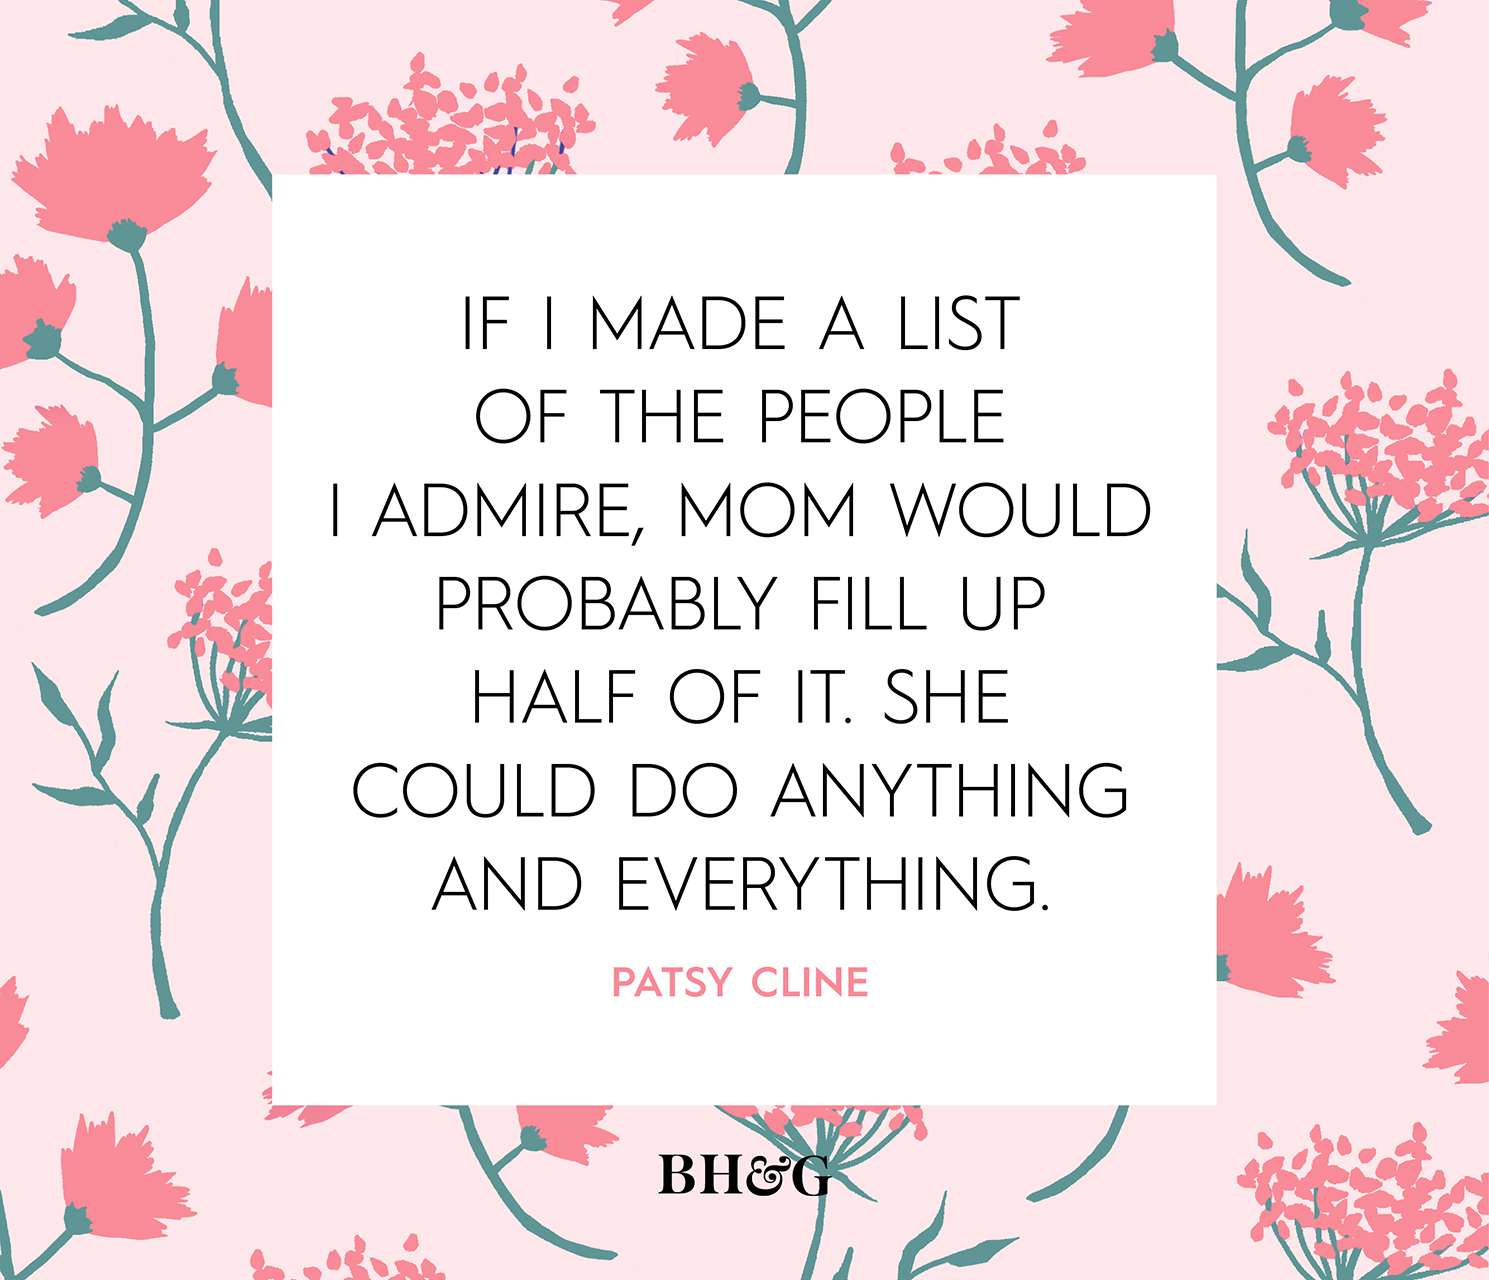 IF I MADE A LIST
OF THE PEOPLE
I ADMIRE, MOM WOULD
PROBABLY FILL UP
HALF OF IT. SHE
COULD DO ANYTHING
AND EVERYTHING.
PATSY CLINE
BH&G